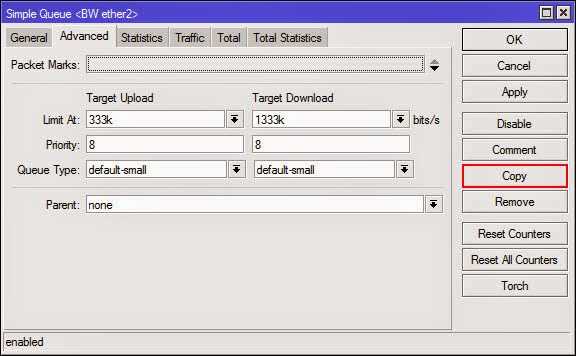 Simple Queue <BW ether2>
General Advanced Statistics Traffic Total Total Statistics
Packet Marks:
Target Upload Target Download
Limit At: 333k 1333k bits/s
Priority: 8 8
Queue Type: default-small default-small
Parent: none
OK
Cancel
Apply
Disable
Comment
Copy
Remove
Reset Counters
Reset All Counters
Torch
enabled